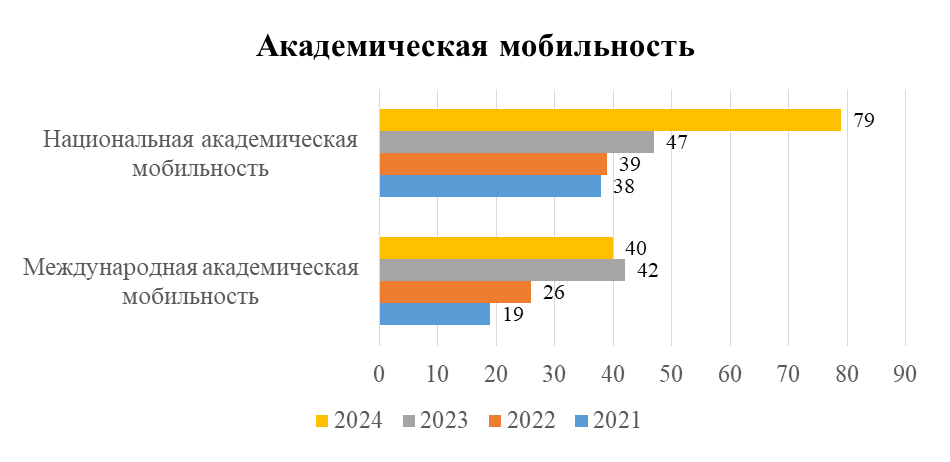 Академическая мобильность
Национальная академическая
мобильность
79
47
39
38
Международная академическая
мобильность
40
42
26
19
0 10 20 30 40 50 60 70 80 90
2024 2023 2022 2021